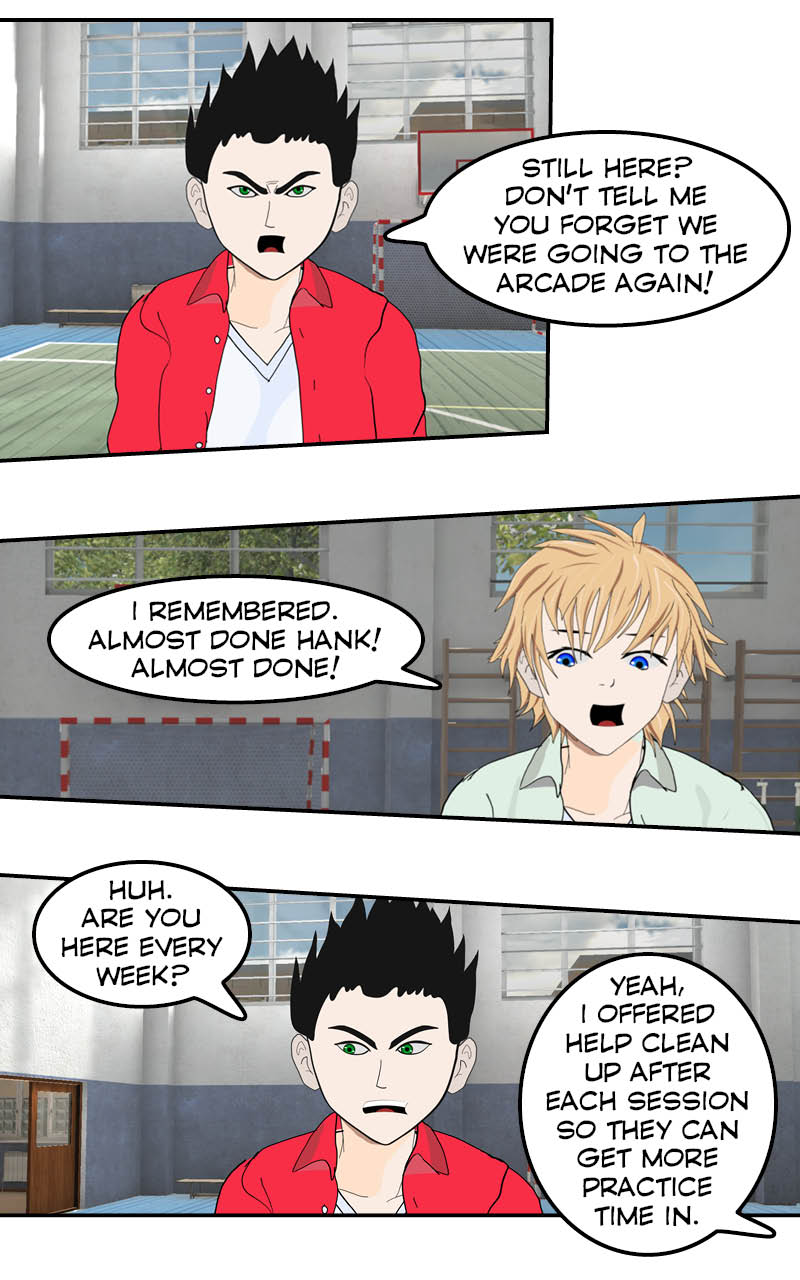 STILL HERE?
DON'T TELL ME
YOU FORGET WE
WERE GOING TO THE
ARCADE AGAIN!
I REMEMBERED.
ALMOST DONE HANK!
ALMOST DONE!
HUH.
ARE YOU
HERE EVERY
WEEK?
YEAH,
I OFFERED
HELP CLEAN
UP AFTER
EACH SESSION
SO THEY CAN
GET MORE
PRACTICE
TIME IN.